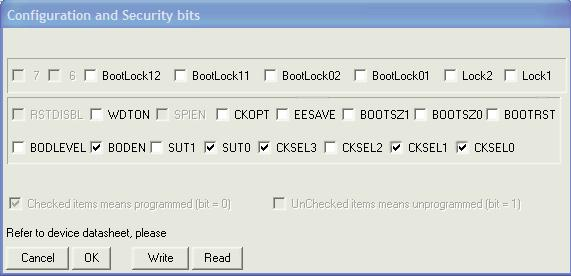 Configuration and Security bits
7 6 BootLock12 BootLock11 BootLock02 BootLock01 Lock2 Lock1
RSTDISBL WDTON SPIEN CKOPT EESAVE BOOTSZ1 BOOTSZ0 BOOTRST
BODLEVEL BODEN SUT1 SUT0 CKSEL3 CKSEL2 CKSEL1 CKSEL0
Checked items means programmed (bit = 0) UnChecked items means unprogrammed (bit = 1)
Refer to device datasheet, please
Cancel OK Write Read